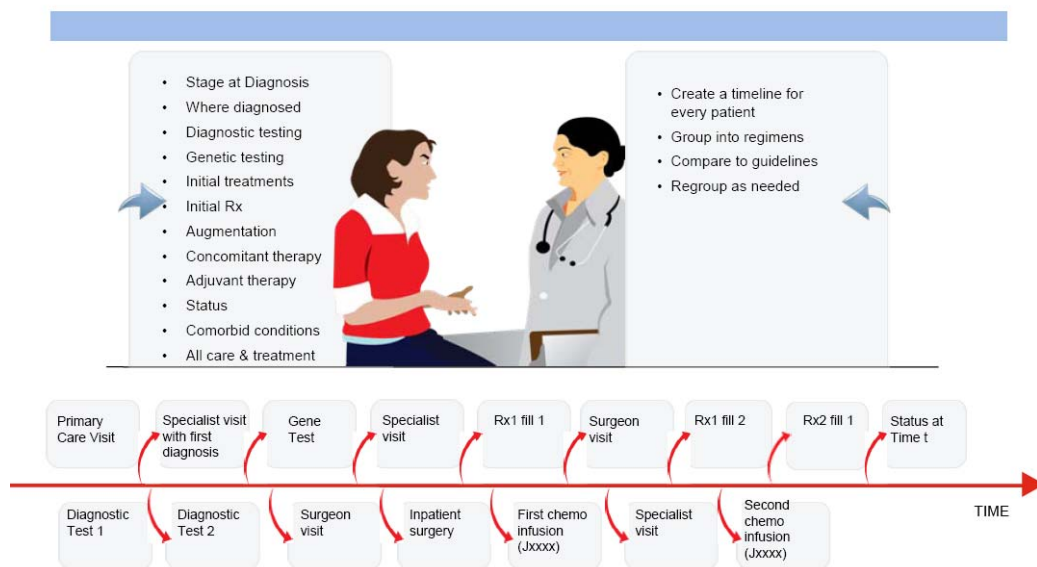 • Stage at Diagnosis
• Where diagnosed
• Diagnostic testing
• Genetic testing
• Initial treatments
• Initial Rx
• Augmentation
• Concomitant therapy
• Adjuvant therapy
• Status
• Comorbid conditions
• All care & treatment
• Create a timeline for
every patient
• Group into regimens
• Compare to guidelines
• Regroup as needed
Primary
Care Visit
Specialist visit
with first
diagnosis
Gene
Test
Specialist
visit
Rx1 fill 1
Surgeon
visit
Rx1 fill 2
Rx2 fill 1
Status at
Time t
TIME
Diagnostic
Test 1
Diagnostic
Test 2
Surgeon
visit
Inpatient
surgery
First chemo
infusion
(Jxxxx)
Specialist
visit
Second
chemo
infusion
(Jxxxx)